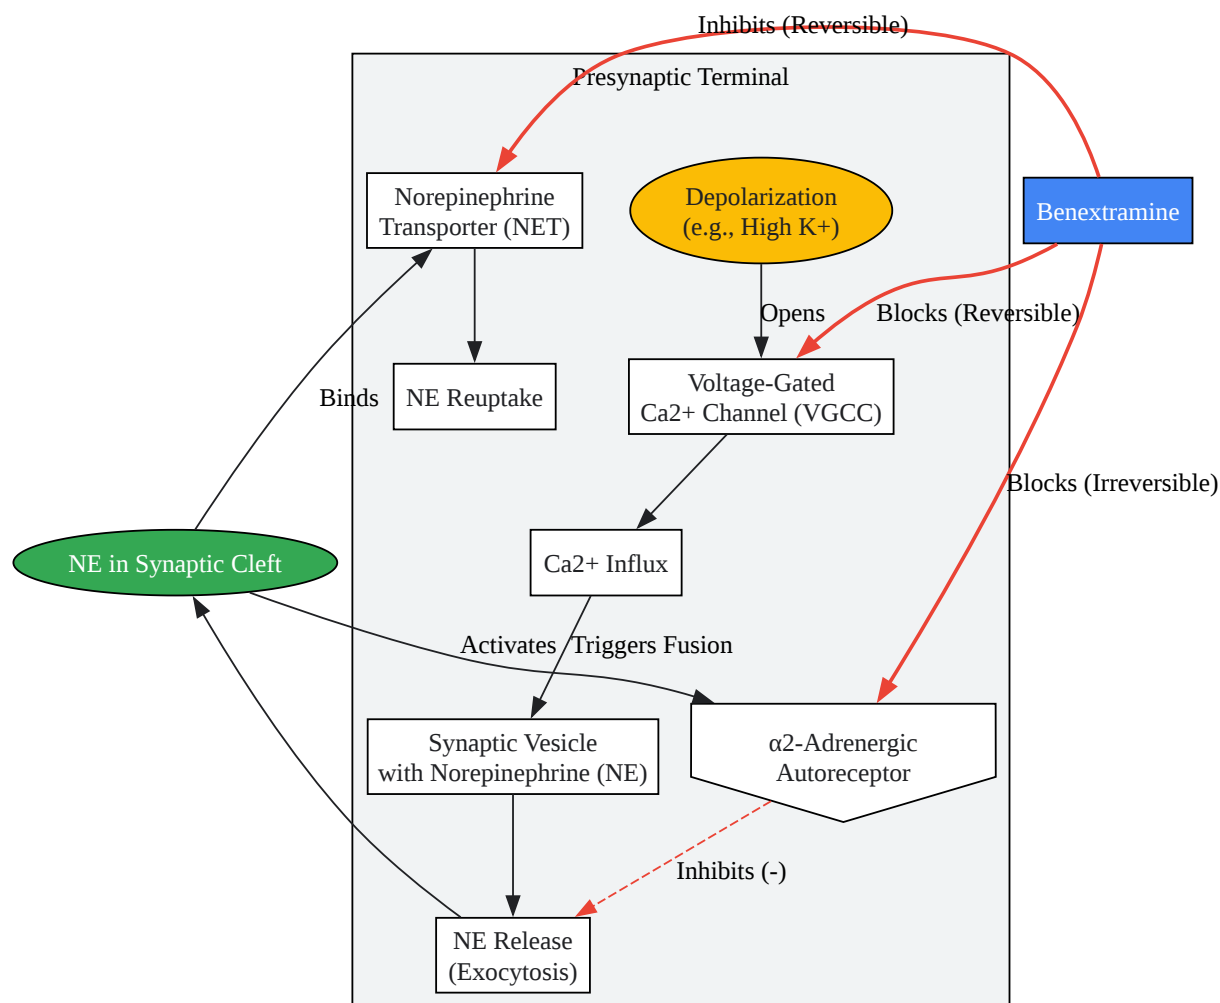 Inhibits (Reversible)
Presynaptic Terminal
Norepinephrine
Transporter (NET)
Depolarization
(e.g., High K+)
Benextramine
Opens
Blocks (Reversible)
Binds
NE Reuptake
Voltage-Gated
Ca2+ Channel (VGCC)
Blocks (Irreversible)
NE in Synaptic Cleft
Ca2+ Influx
Activates
Triggers Fusion
Synaptic Vesicle
with Norepinephrine (NE)
α2-Adrenergic
Autoreceptor
Inhibits (-)
NE Release
(Exocytosis)